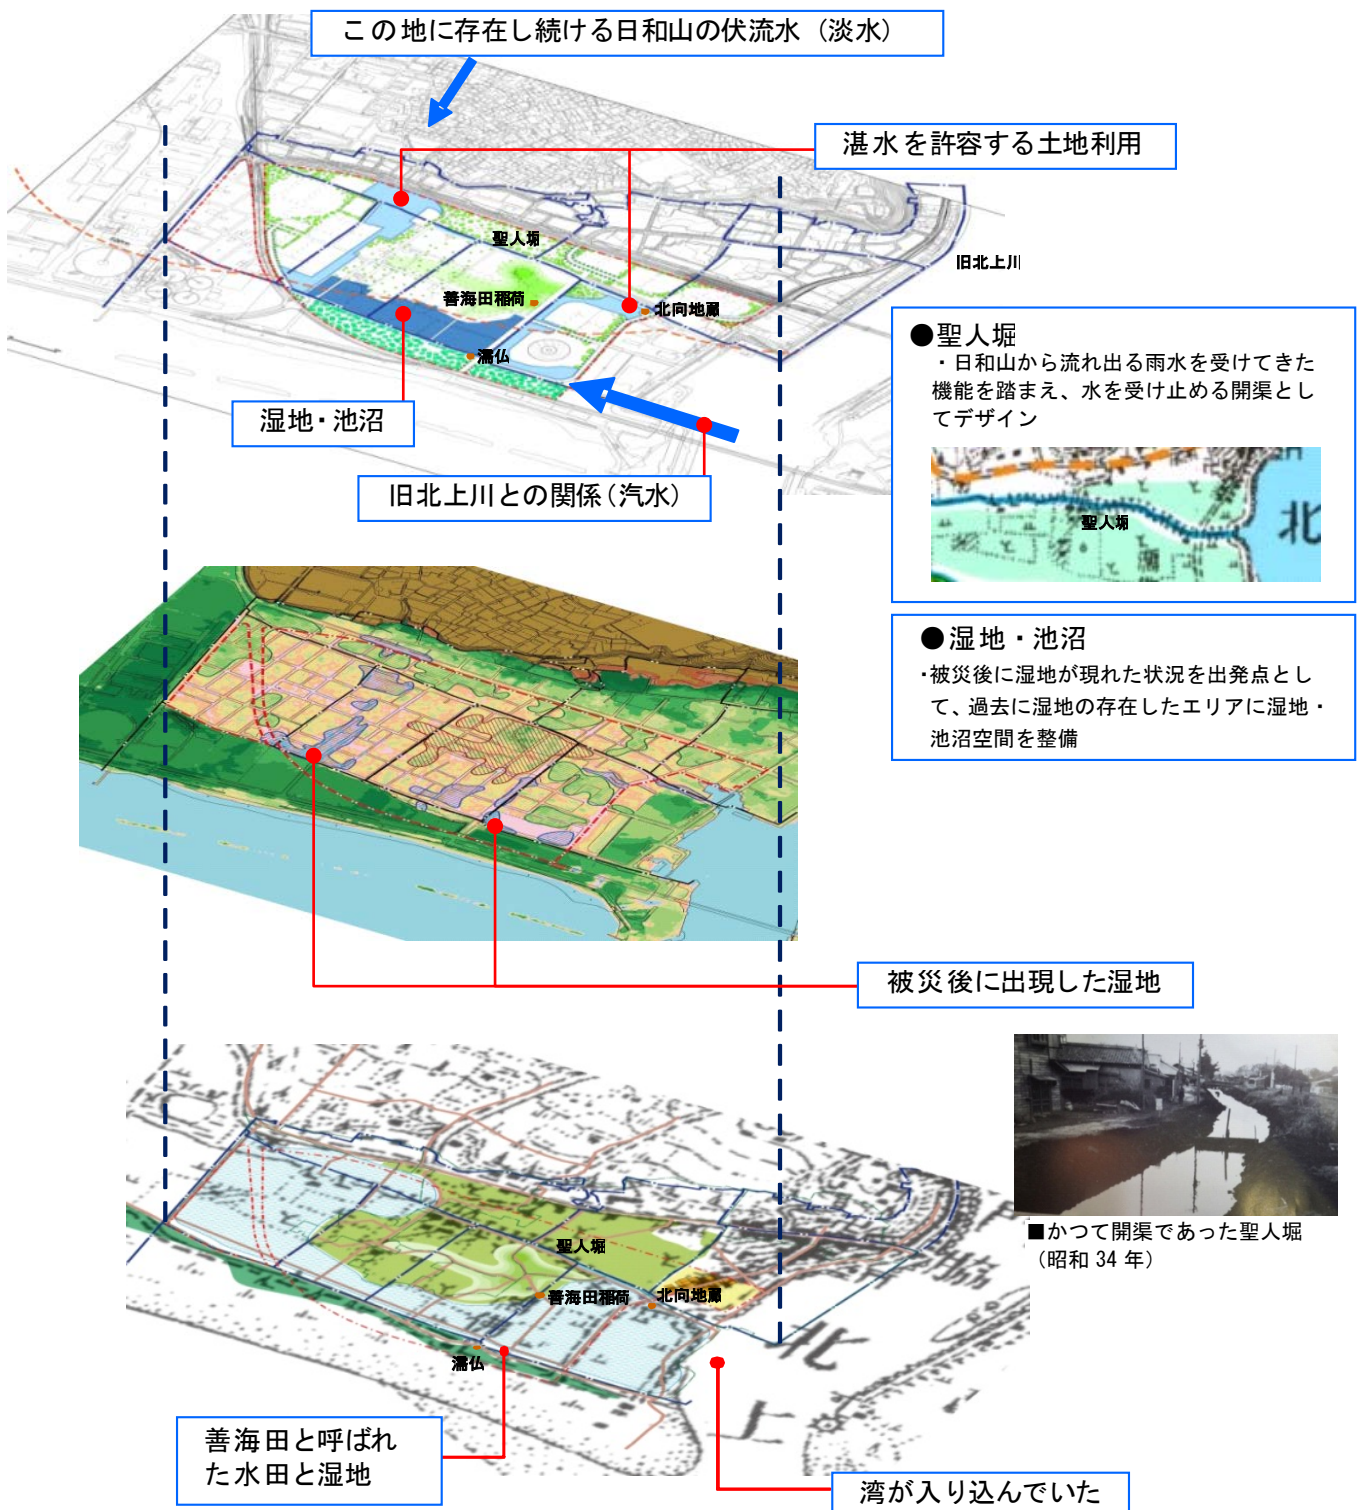 この地に存在し続ける日和山の伏流水（淡水）
湛水を許容する土地利用
聖人堀
旧北上川
善海田稲荷
北向地蔵
濡仏
湿地・池沼
旧北上川との関係（汽水）
●聖人堀
・日和山から流れ出る雨水を受けてきた
機能を踏まえ、水を受け止める開渠とし
てデザイン
聖人堀
北
●湿地・池沼
・被災後に湿地が現れた状況を出発点とし
て、過去に湿地の存在したエリアに湿地・
池沼空間を整備
被災後に出現した湿地
■かつて開渠であった聖人堀
（昭和 34 年）
聖人堀
善海田稲荷
北向地蔵
濡仏
北
上
善海田と呼ばれ
た水田と湿地
湾が入り込んでいた